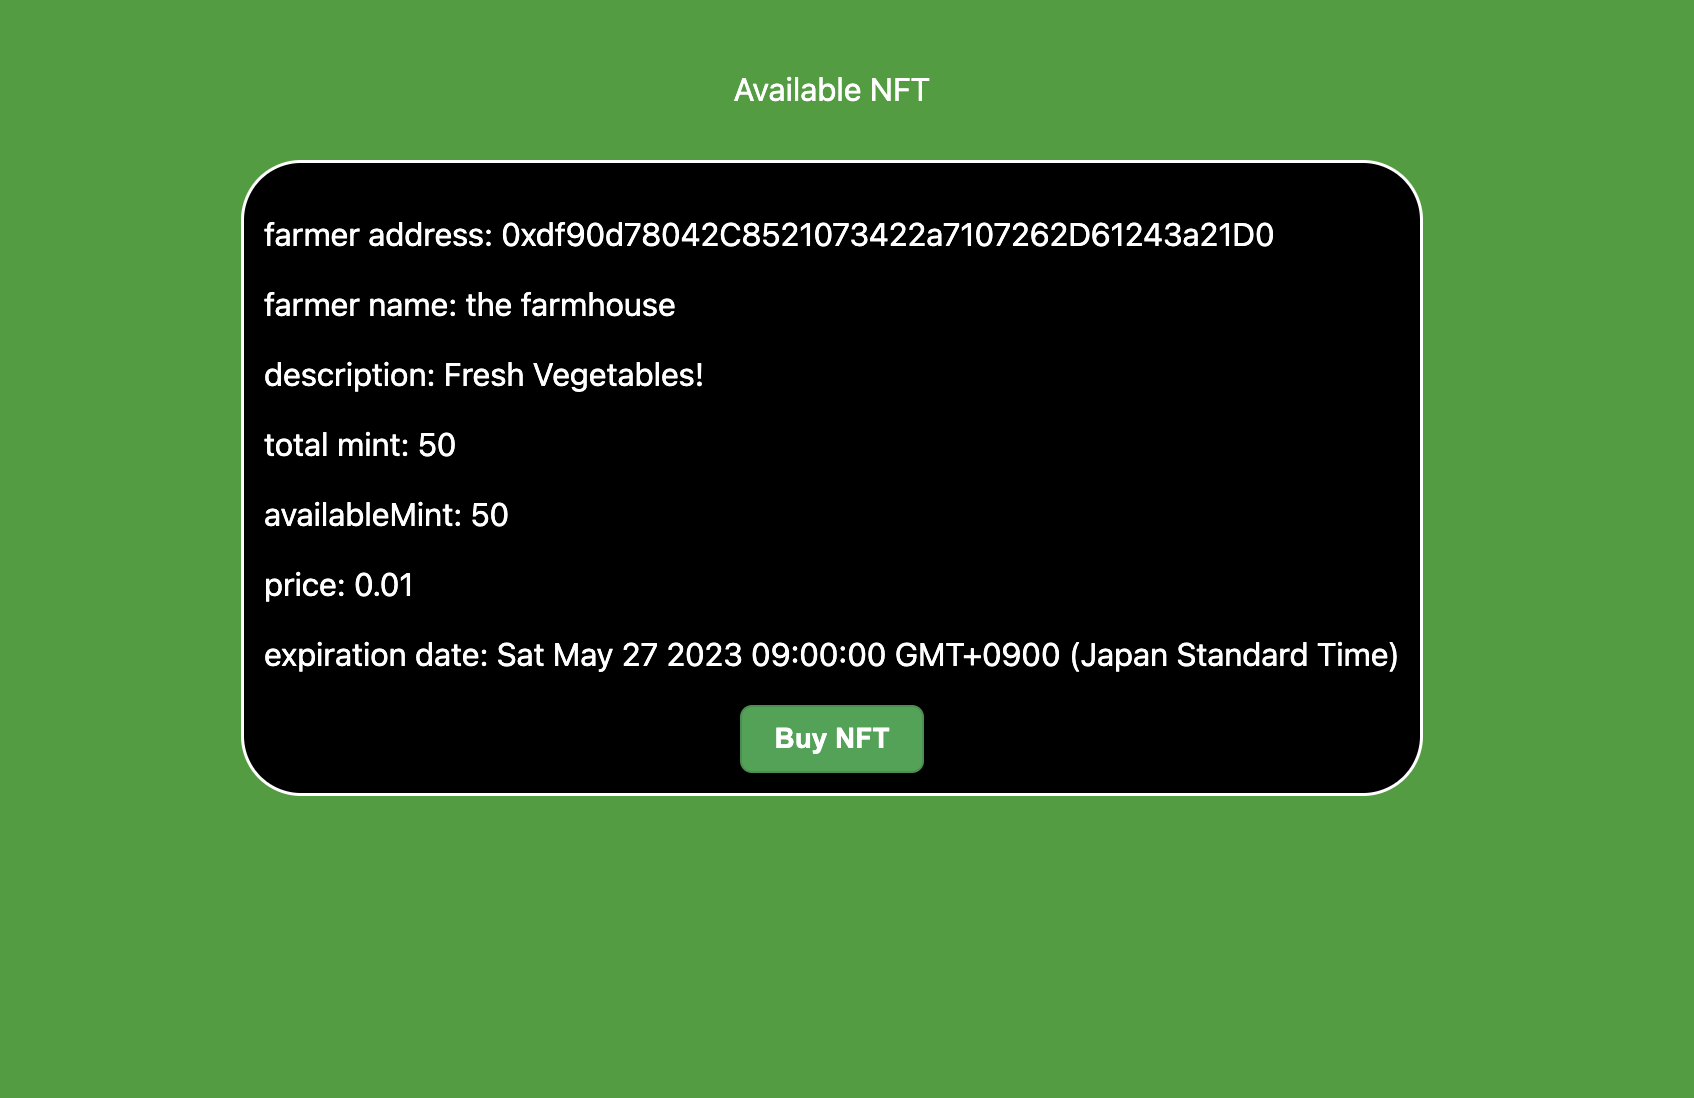 Available NFT
farmer address: 0xdf90d78042C8521073422a7107262D61243a21D0
farmer name: the farmhouse
description: Fresh Vegetables!
total mint: 50
availableMint: 50
price: 0.01
expiration date: Sat May 27 2023 09:00:00 GMT+0900 (Japan Standard Time)
Buy NFT